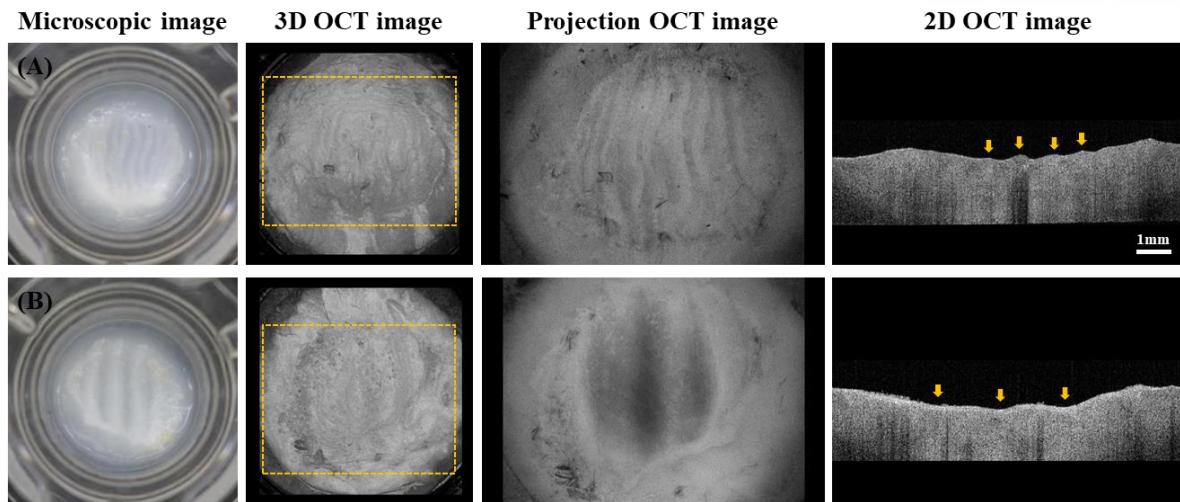 Microscopic image
3D OCT image
Projection OCT image
2D OCT image
(A)
1mm
(B)